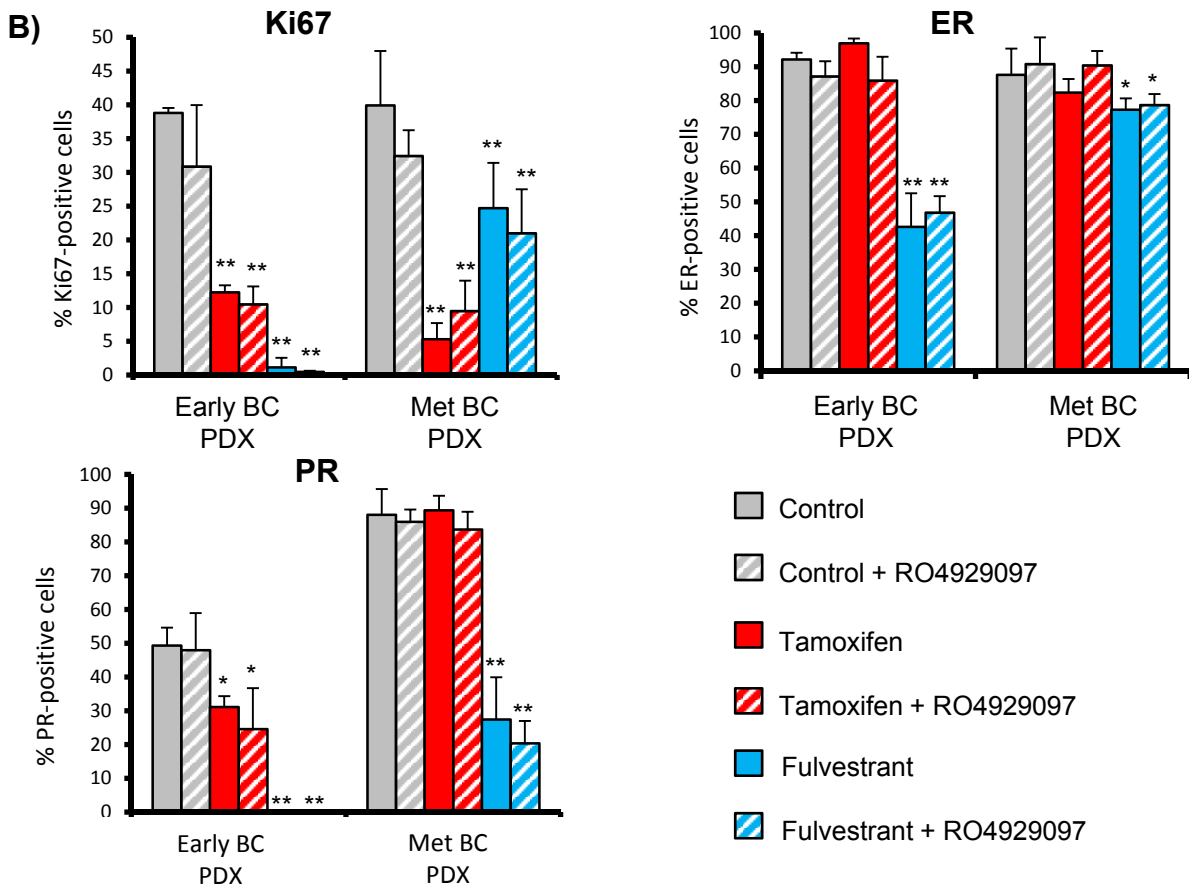 B)
Ki67
% Ki67-positive cells
50
45
40
35
30
25
20
15
10
5
0
** ** ** ** ** ** ** **
Early BC
PDX
Met BC
PDX
ER
% ER-positive cells
100
90
80
70
60
50
40
30
20
10
0
** ** * *
Early BC
PDX
Met BC
PDX
PR
% PR-positive cells
100
90
80
70
60
50
40
30
20
10
0
* * ** ** ** **
Early BC
PDX
Met BC
PDX
Control
Control + RO4929097
Tamoxifen
Tamoxifen + RO4929097
Fulvestrant
Fulvestrant + RO4929097